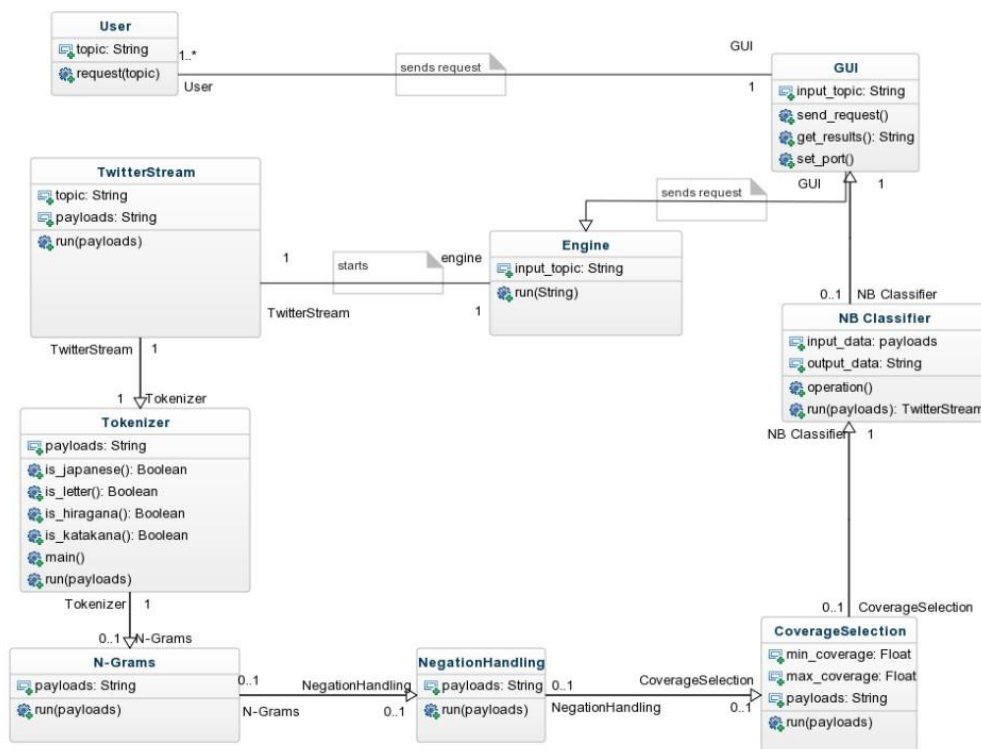 User
topic: String
request(topic)
1..*
User
sends request
GUI
1
GUI
input_topic: String
send_request()
get_results(): String
set_port()
GUI
1
sends request
TwitterStream
topic: String
payloads: String
run(payloads)
1
TwitterStream
starts
engine
1
Engine
input_topic: String
run(String)
0..1
NB Classifier
NB Classifier
input_data: payloads
output_data: String
operation()
run(payloads): TwitterStream
NB Classifier
1
TwitterStream
1
1
Tokenizer
Tokenizer
payloads: String
is_japanese(): Boolean
is_letter(): Boolean
is_hiragana(): Boolean
is_katakana(): Boolean
main()
run(payloads)
Tokenizer
1
0..1
N-Grams
N-Grams
payloads: String
run(payloads)
0..1
N-Grams
NegationHandling
0..1
NegationHandling
payloads: String
run(payloads)
0..1
NegationHandling
CoverageSelection
0..1
0..1
CoverageSelection
CoverageSelection
min_coverage: Float
max_coverage: Float
payloads: String
run(payloads)